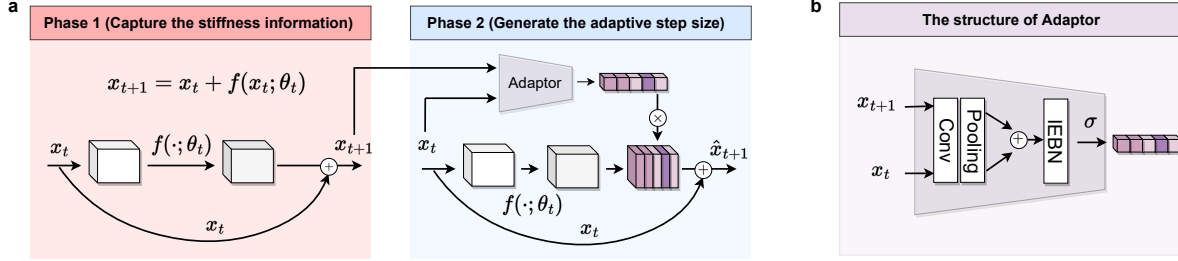 a
Phase 1 (Capture the stiffness information)
x_{t+1} = x_t + f(x_t; θ_t)
x_t
f(·; θ_t)
x_{t+1}
x_t
Phase 2 (Generate the adaptive step size)
Adaptor
×
x_t
x̂_{t+1}
f(·; θ_t)
x_t
b
The structure of Adaptor
x_{t+1}
x_t
Conv
Pooling
IEBN
σ